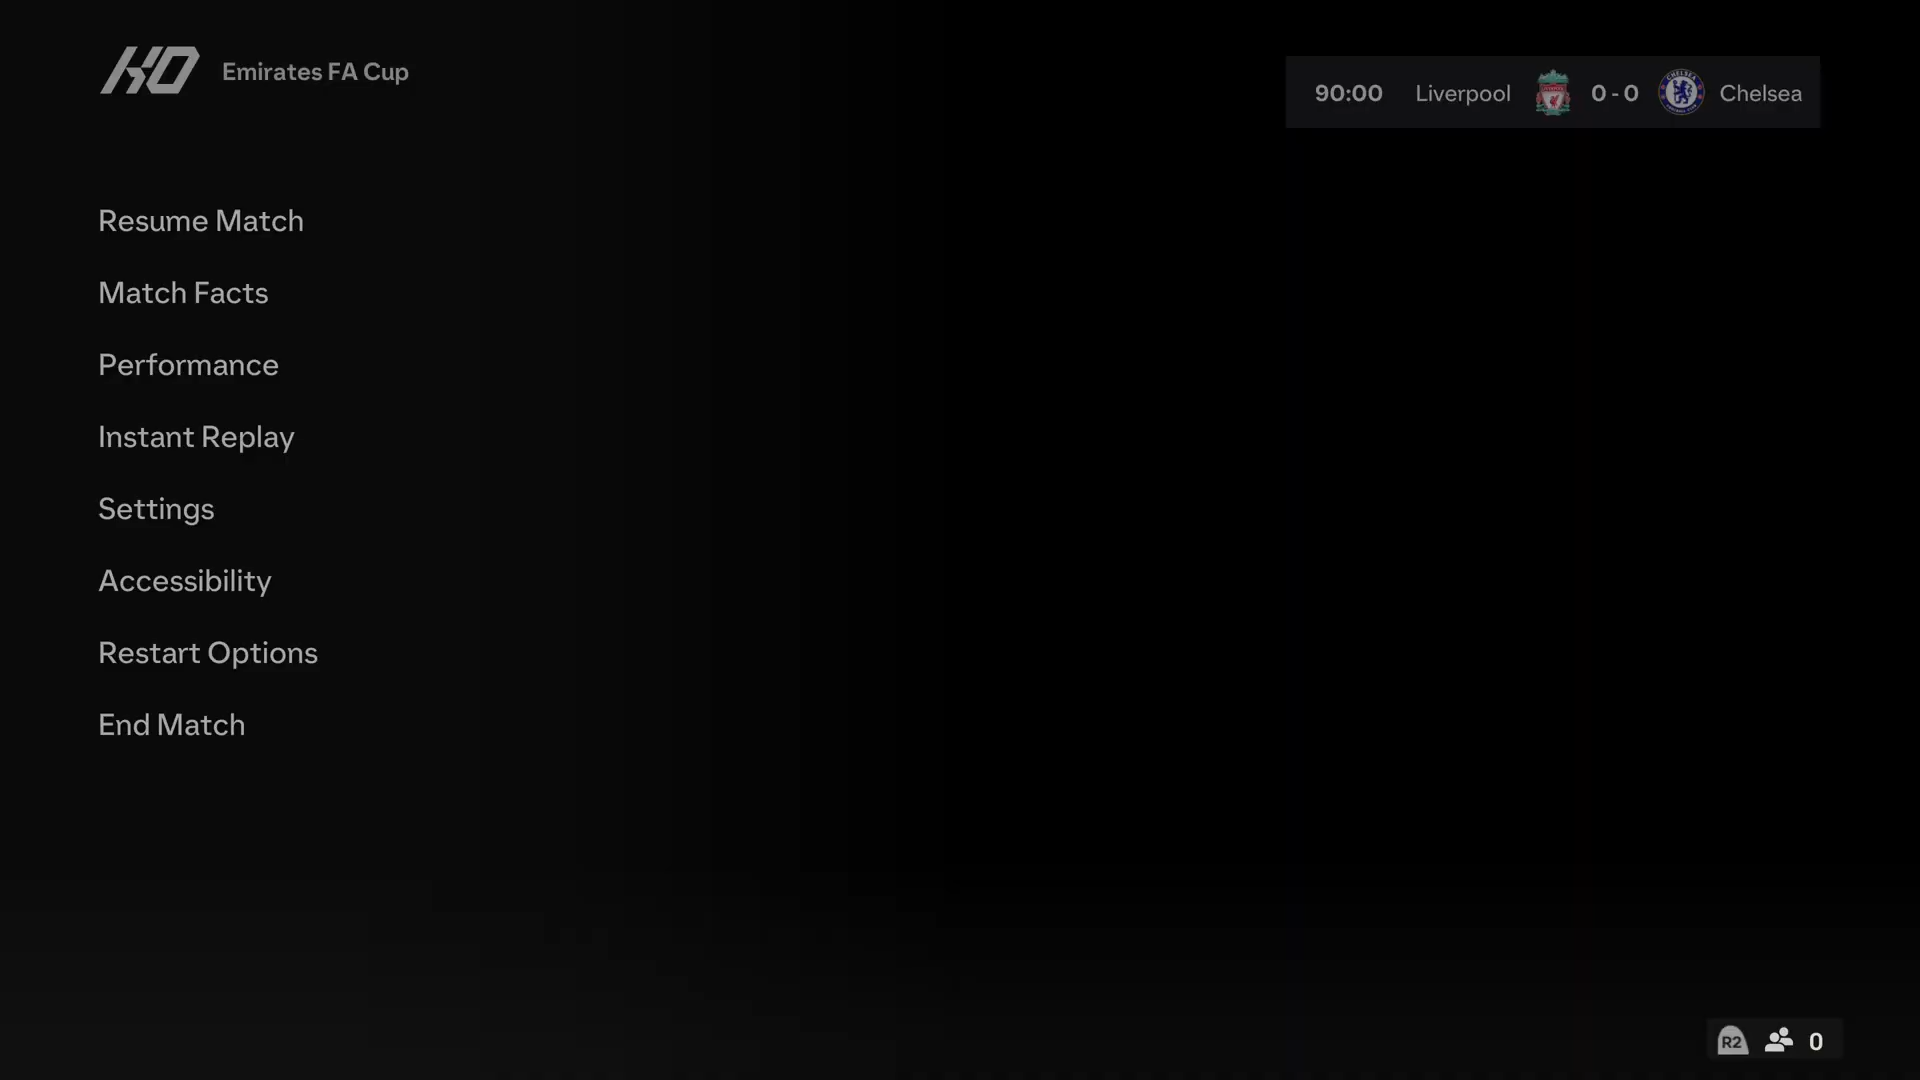 KO Emirates FA Cup
90:00 Liverpool 0 - 0 Chelsea
Resume Match
Match Facts
Performance
Instant Replay
Settings
Accessibility
Restart Options
End Match
R2 0